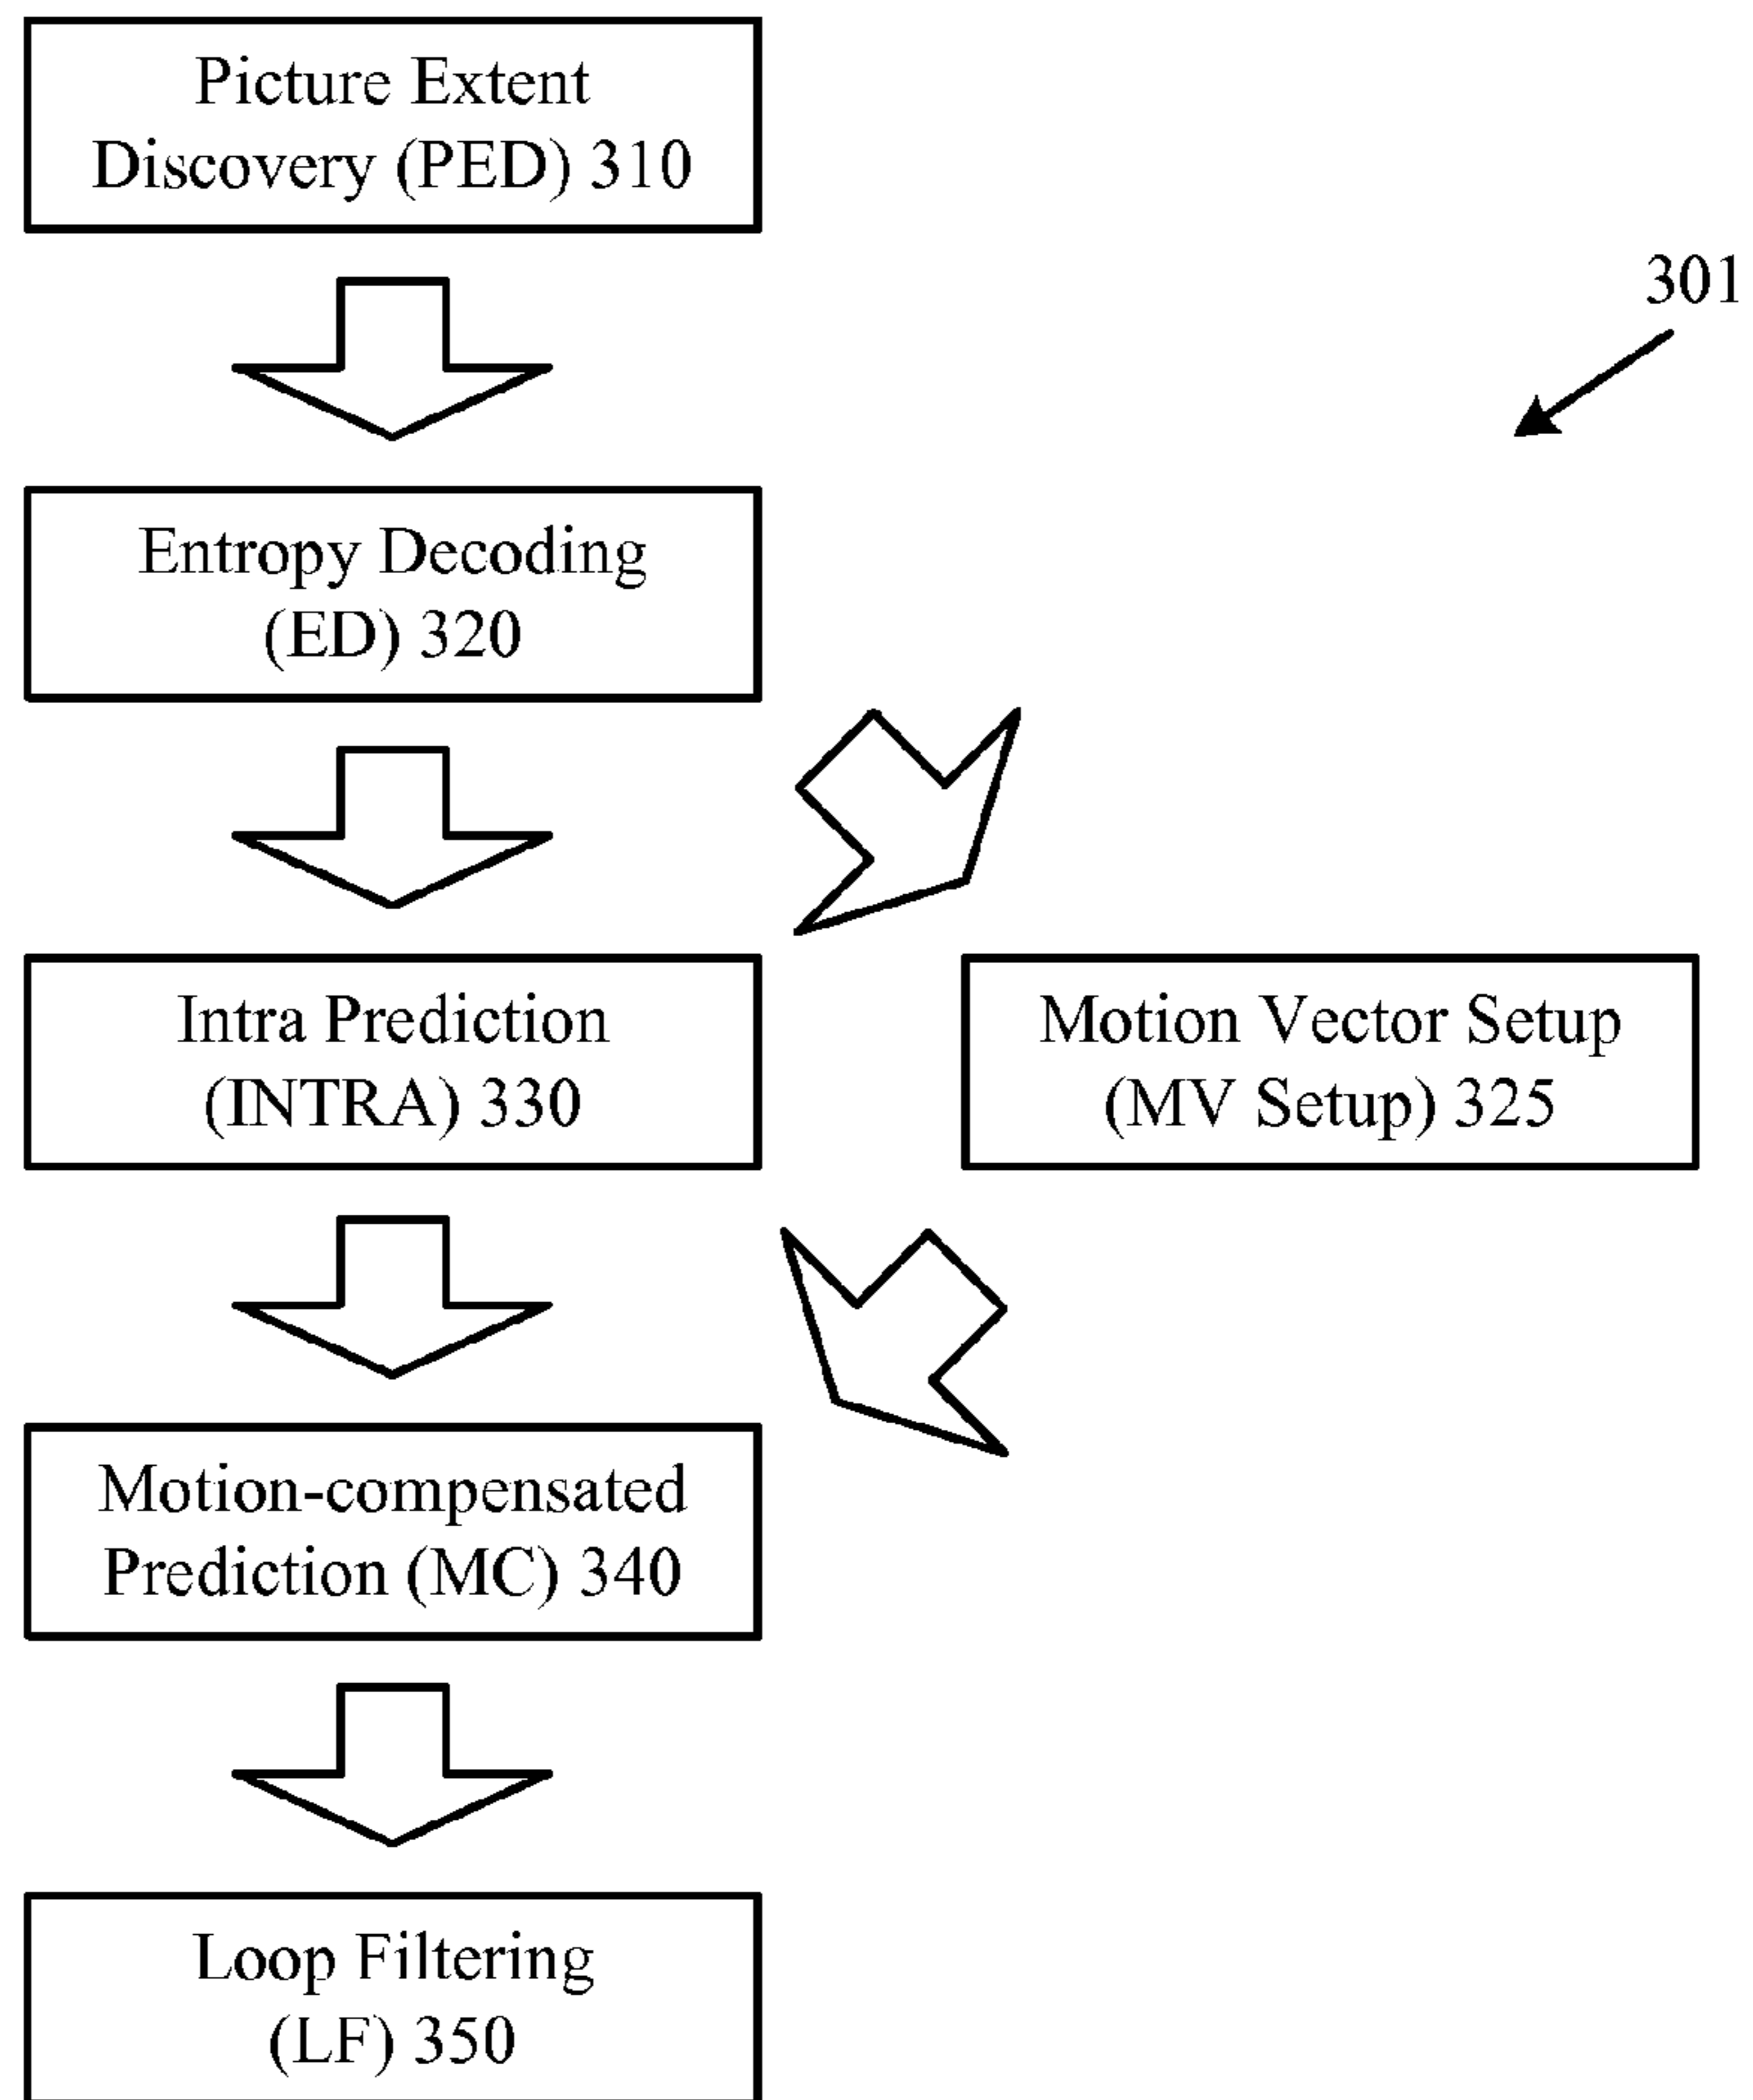 Picture Extent
Discovery (PED) 310
301
Entropy Decoding
(ED) 320
Intra Prediction
(INTRA) 330
Motion Vector Setup
(MV Setup) 325
Motion-compensated
Prediction (MC) 340
Loop Filtering
(LF) 350